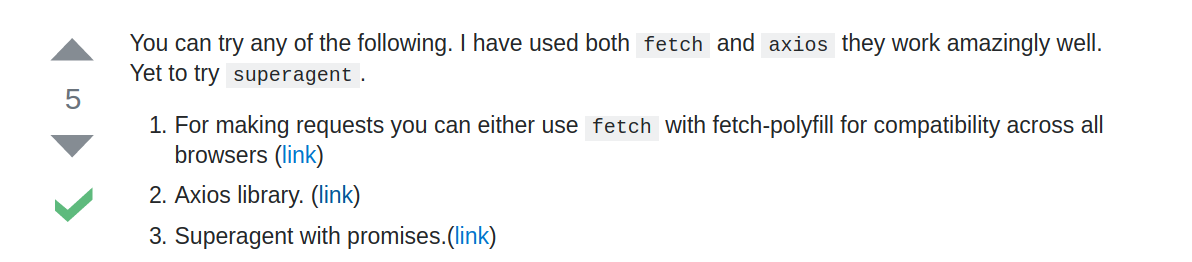 You can try any of the following. I have used both fetch and axios they work amazingly well.
Yet to try superagent.
5
1. For making requests you can either use fetch with fetch-polyfill for compatibility across all
browsers (link)
2. Axios library. (link)
3. Superagent with promises.(link)